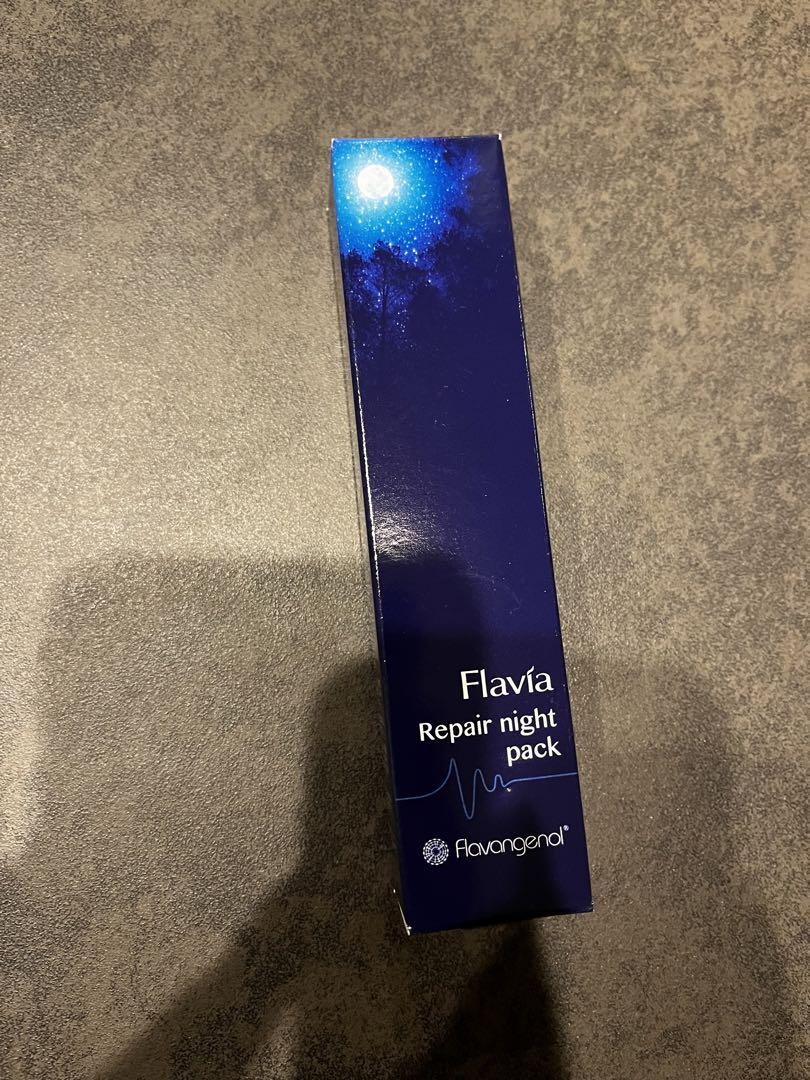 Flavía
Repair night
pack
Flavangenol®